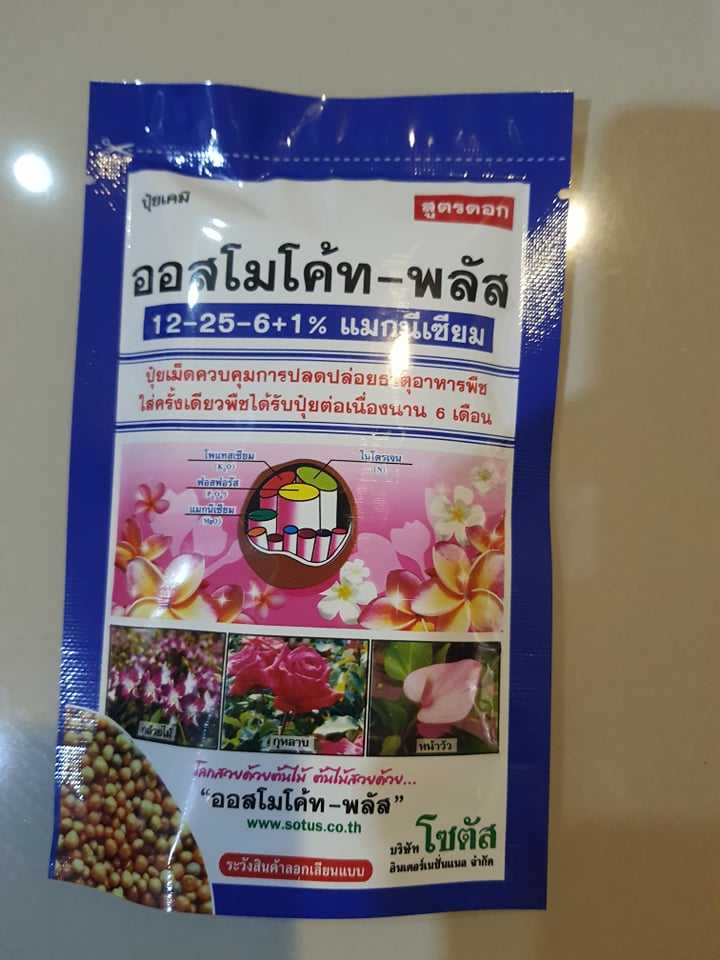 ปุ๋ยเคมี
สูตรดอก
ออสโมโค้ท-พลัส
12-25-6+1% แมกนีเซียม
ปุ๋ยเม็ดควบคุมการปลดปล่อยธาตุอาหารพืช
ใส่ครั้งเดียวพืชได้รับปุ๋ยต่อเนื่องนาน 6 เดือน
โพแทสเซียม
(K₂O)
ไนโตรเจน
(N)
ฟอสฟอรัส
แมกนีเซียม
(MgO)
กล้วยไม้
กุหลาบ
หน้าวัว
โลกสวยด้วยต้นไม้ ต้นไม้สวยด้วย...
“ออสโมโค้ท-พลัส”
www.sotus.co.th
บริษัท โซตัส
อินเตอร์เนชั่นแนล จำกัด
ระวังสินค้าลอกเลียนแบบ